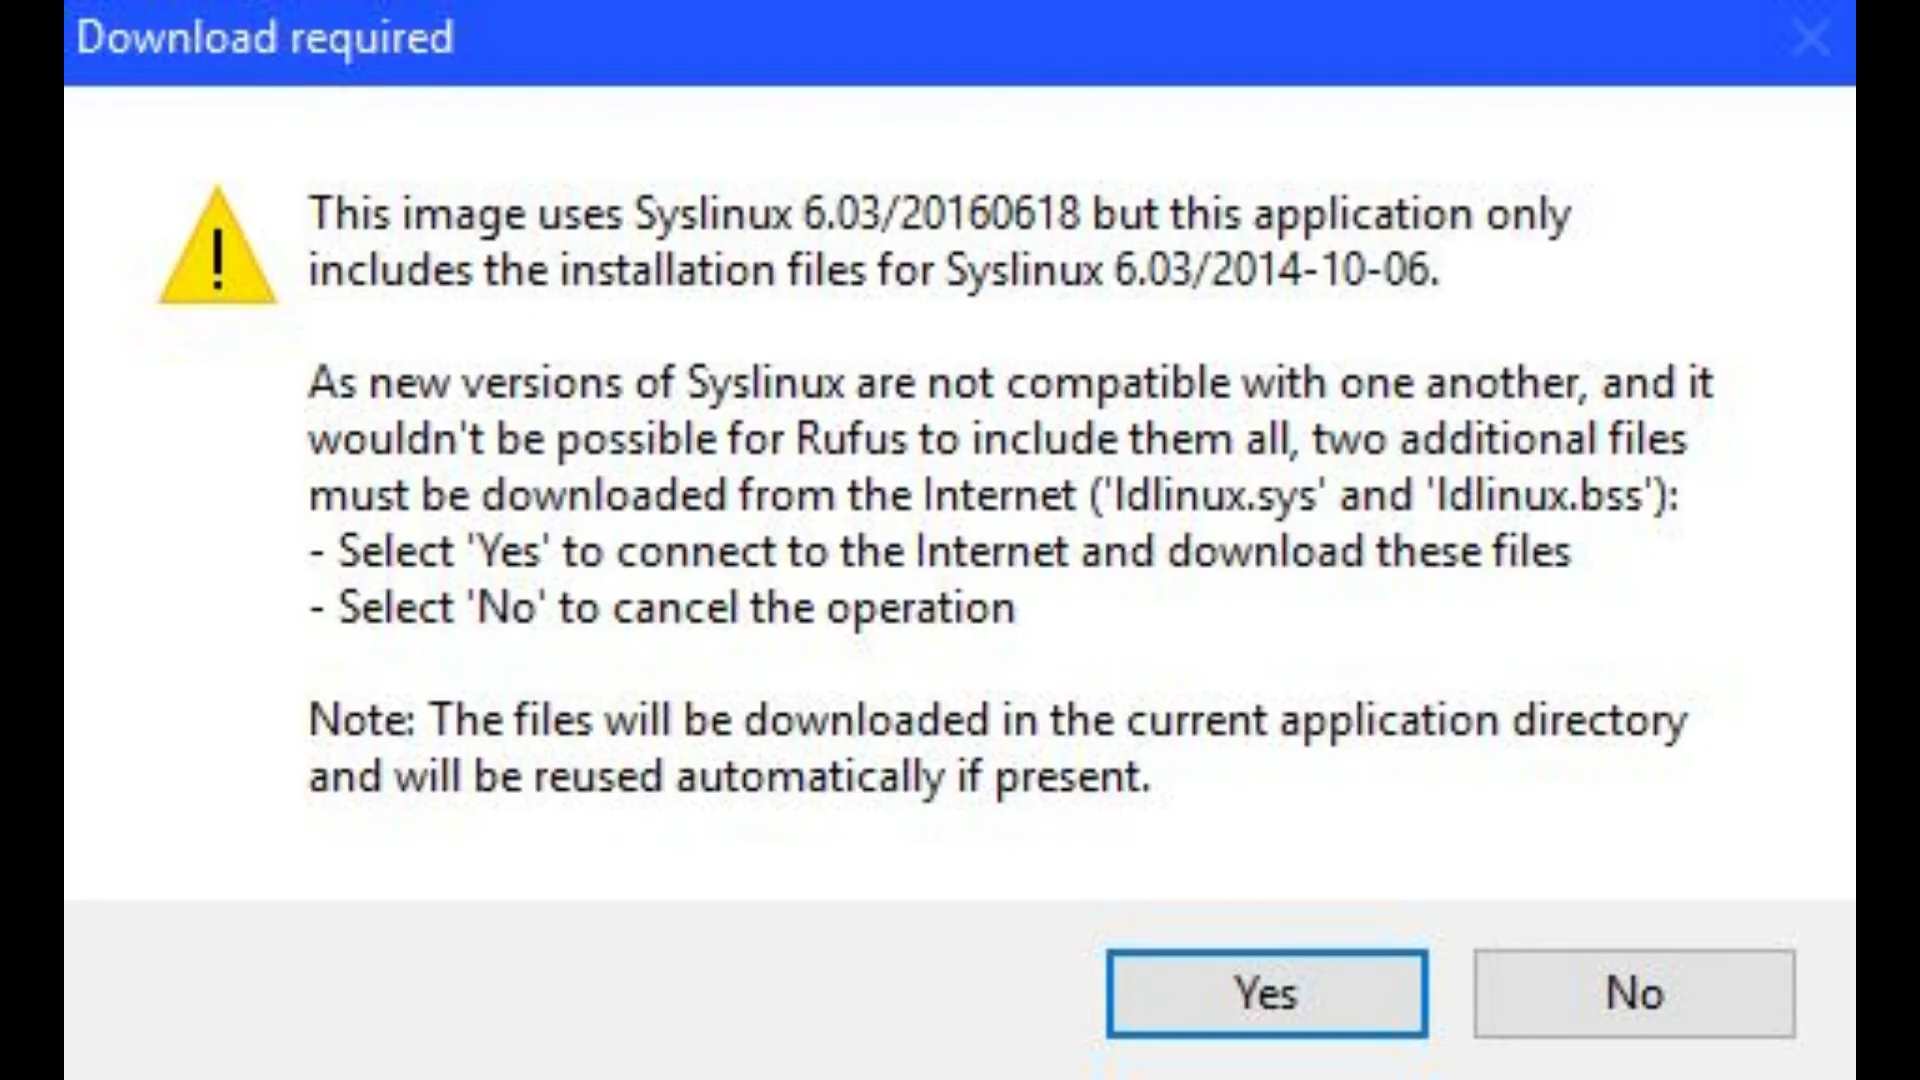 Download required
This image uses Syslinux 6.03/20160618 but this application only
includes the installation files for Syslinux 6.03/2014-10-06.
As new versions of Syslinux are not compatible with one another, and it
wouldn't be possible for Rufus to include them all, two additional files
must be downloaded from the Internet ('ldlinux.sys' and 'ldlinux.bss'):
- Select 'Yes' to connect to the Internet and download these files
- Select 'No' to cancel the operation
Note: The files will be downloaded in the current application directory
and will be reused automatically if present.
Yes
No